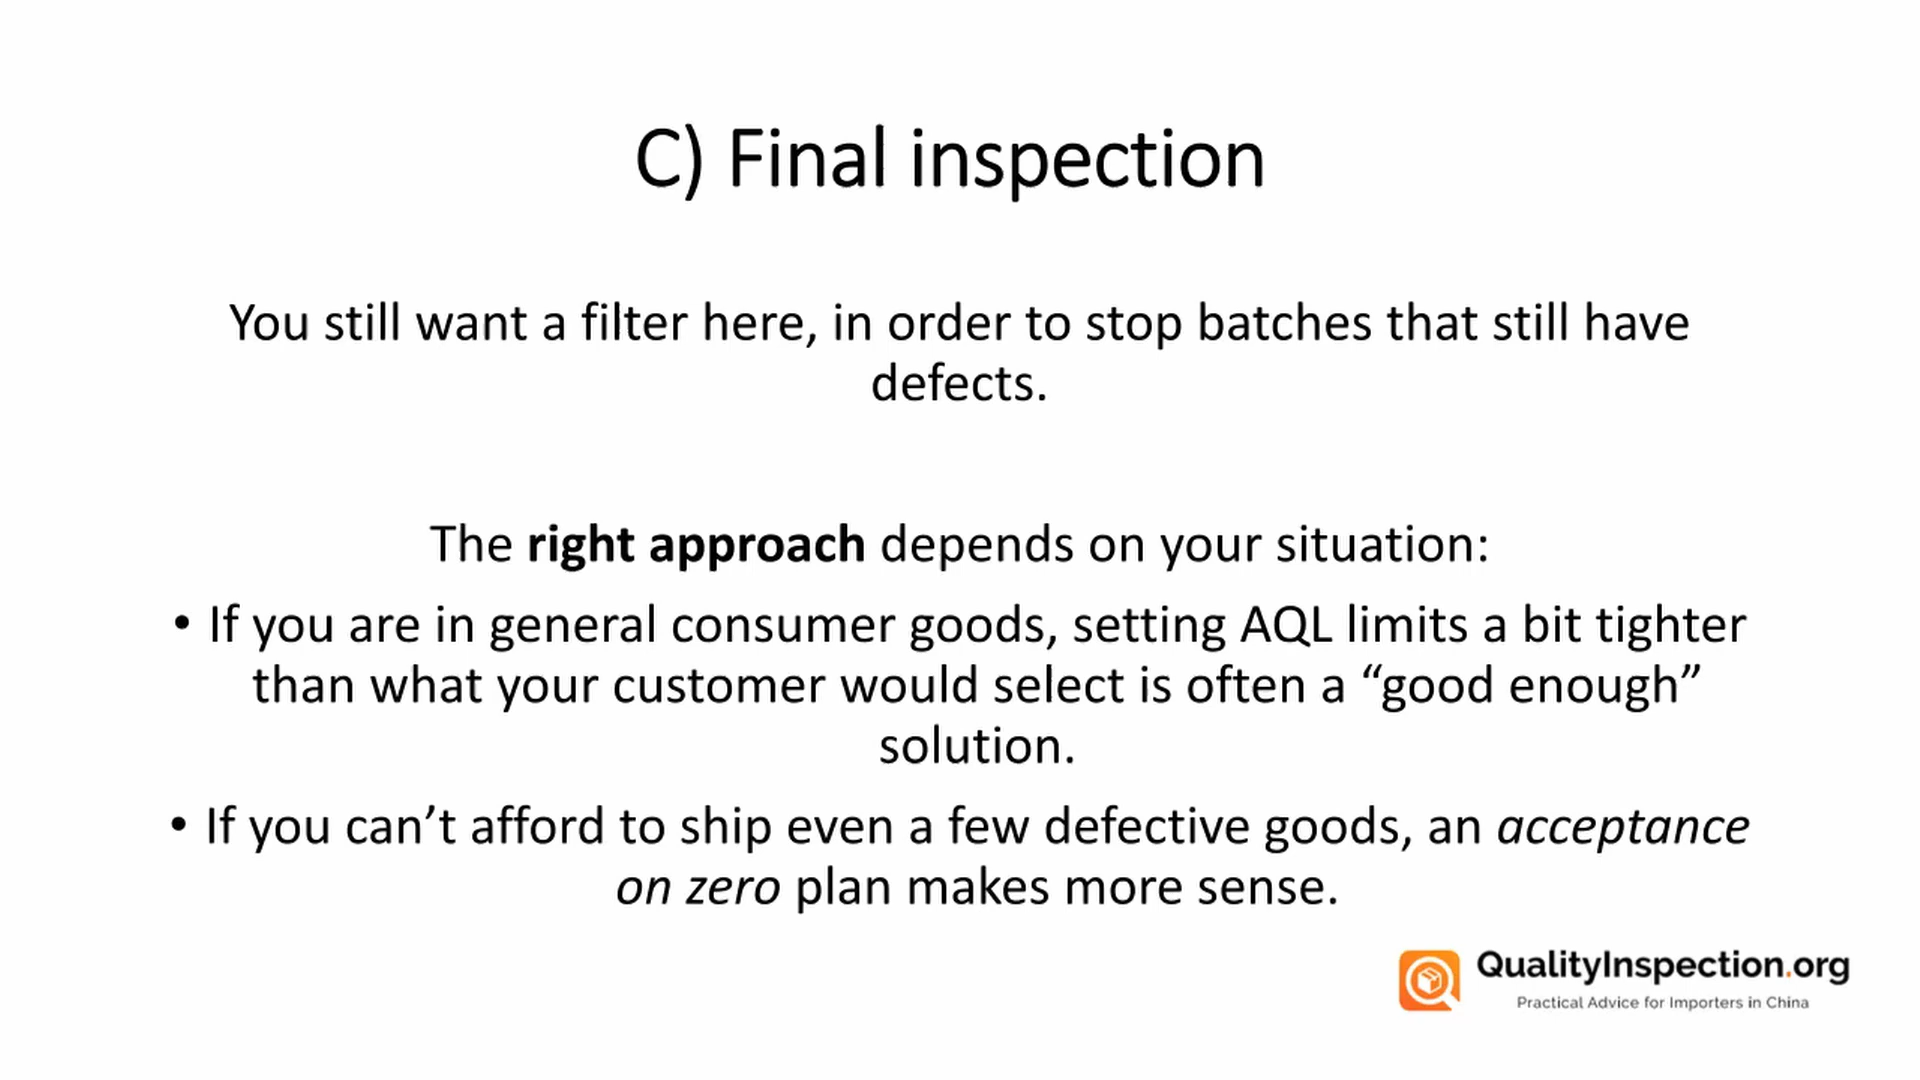 C) Final inspection
You still want a filter here, in order to stop batches that still have
defects.
The right approach depends on your situation:
• If you are in general consumer goods, setting AQL limits a bit tighter
than what your customer would select is often a “good enough”
solution.
• If you can’t afford to ship even a few defective goods, an acceptance
on zero plan makes more sense.
QualityInspection.org
Practical Advice for Importers in China